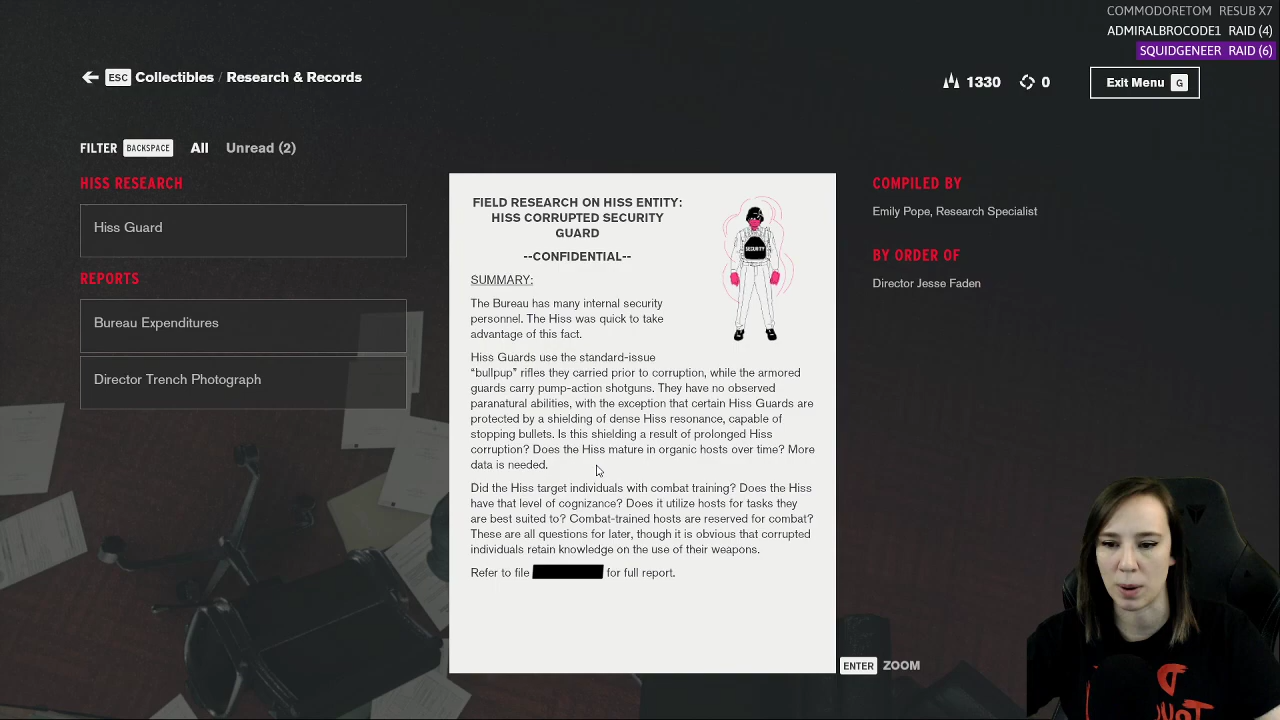 COMMODORETOM RESUB X7
ADMIRALBROCODE1 RAID (4)
SQUIDGENEER RAID (6)
ESC Collectibles / Research & Records
1330 0 Exit Menu G
FILTER BACKSPACE All Unread (2)
HISS RESEARCH
Hiss Guard
REPORTS
Bureau Expenditures
Director Trench Photograph
FIELD RESEARCH ON HISS ENTITY:
HISS CORRUPTED SECURITY
GUARD
--CONFIDENTIAL--
SUMMARY:
The Bureau has many internal security
personnel. The Hiss was quick to take
advantage of this fact.
SECURITY
Hiss Guards use the standard-issue
“bullpup” rifles they carried prior to corruption, while the armored
guards carry pump-action shotguns. They have no observed
paranatural abilities, with the exception that certain Hiss Guards are
protected by a shielding of dense Hiss resonance, capable of
stopping bullets. Is this shielding a result of prolonged Hiss
corruption? Does the Hiss mature in organic hosts over time? More
data is needed.
Did the Hiss target individuals with combat training? Does the Hiss
have that level of cognizance? Does it utilize hosts for tasks they
are best suited to? Combat-trained hosts are reserved for combat?
These are all questions for later, though it is obvious that corrupted
individuals retain knowledge on the use of their weapons.
Refer to file for full report.
COMPILED BY
Emily Pope, Research Specialist
BY ORDER OF
Director Jesse Faden
ENTER ZOOM